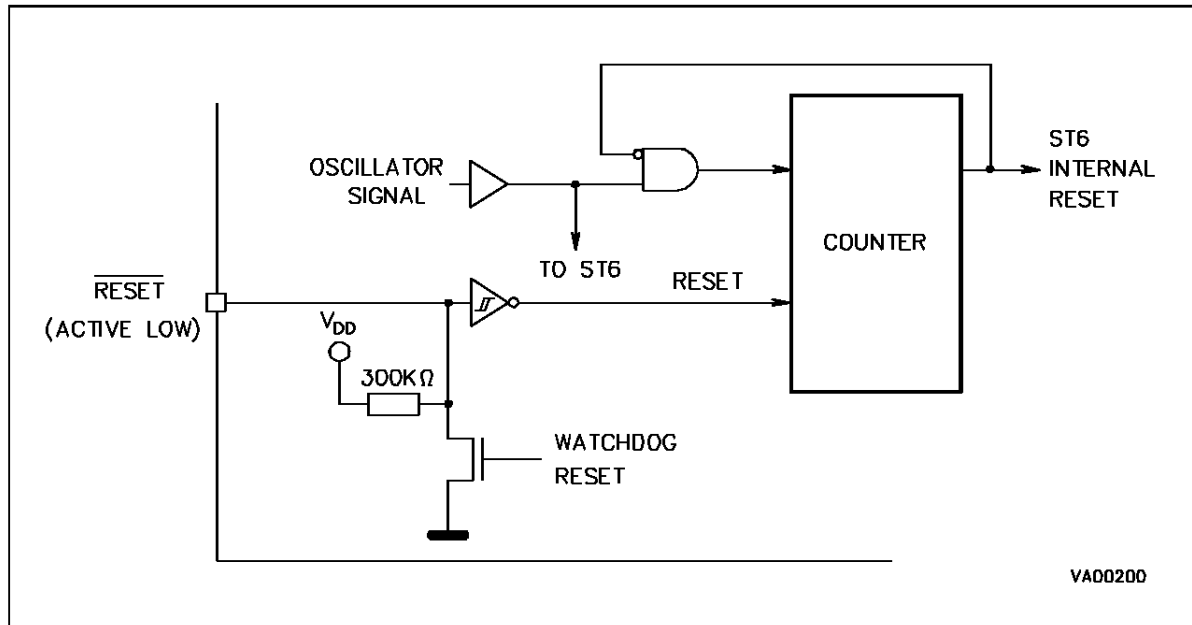 OSCILLATOR
SIGNAL
TO ST6
COUNTER
ST6
INTERNAL
RESET
RESET
(ACTIVE LOW)
RESET
VDD
300KΩ
WATCHDOG
RESET
VA00200